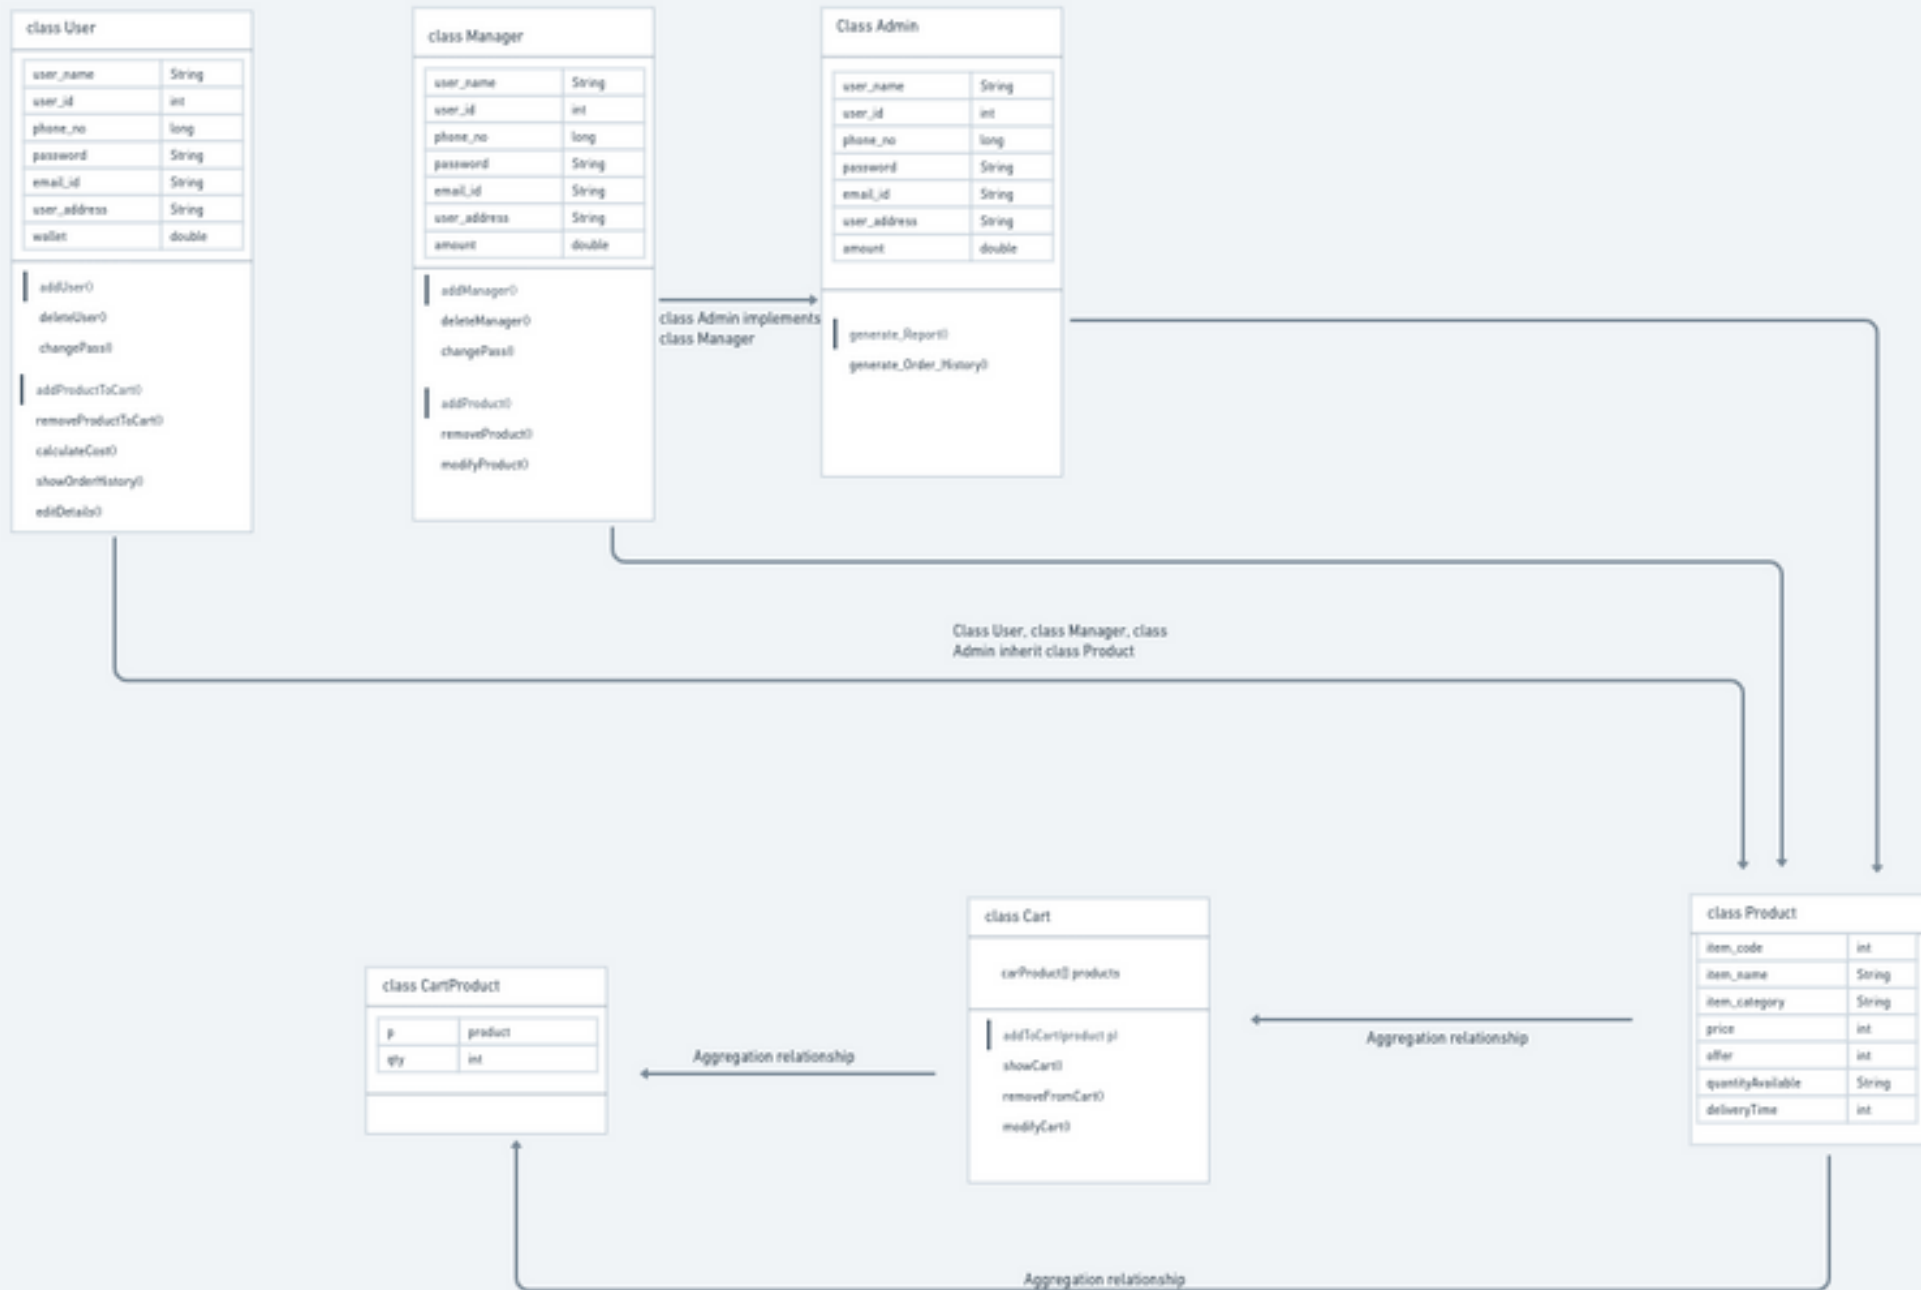 class User
user_name String
user_id int
phone_no long
password String
email_id String
user_address String
wallet double
addUser()
deleteUser()
changePass()
addProductToCart()
removeProductToCart()
calculateCost()
showOrderHistory()
editDetails()
class Manager
user_name String
user_id int
phone_no long
password String
email_id String
user_address String
amount double
addManager()
deleteManager()
changePass()
addProduct()
removeProduct()
modifyProduct()
class Admin implements
class Manager
Class Admin
user_name String
user_id int
phone_no long
password String
email_id String
user_address String
amount double
generate_Report()
generate_Order_History()
Class User, class Manager, class
Admin inherit class Product
class CartProduct
p product
qty int
Aggregation relationship
class Cart
carProduct[] products
addToCart(product p)
showCart()
removeFromCart()
modifyCart()
Aggregation relationship
class Product
item_code int
item_name String
item_category String
price int
offer int
quantityAvailable String
deliveryTime int
Aggregation relationship